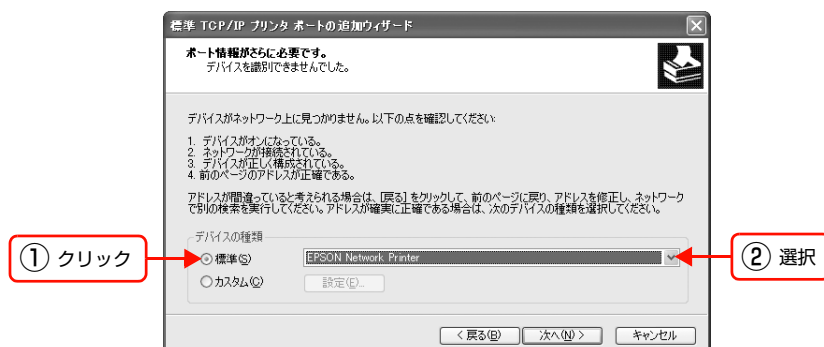 標準 TCP/IP プリンタ ポートの追加ウィザード
ポート情報がさらに必要です。
デバイスを識別できませんでした。
デバイスがネットワーク上に見つかりません。以下の点を確認してください:
1. デバイスがオンになっている。
2. ネットワークが接続されている。
3. デバイスが正しく構成されている。
4. 前のページのアドレスが正確である。
アドレスが間違っていると考えられる場合は、[戻る] をクリックして、前のページに戻り、アドレスを修正し、ネットワーク
で別の検索を実行してください。アドレスが確実に正確である場合は、次のデバイスの種類を選択してください。
デバイスの種類
① クリック
標準(S)
EPSON Network Printer
② 選択
カスタム(C)
設定(E)...
< 戻る(B)
次へ(N) >
キャンセル